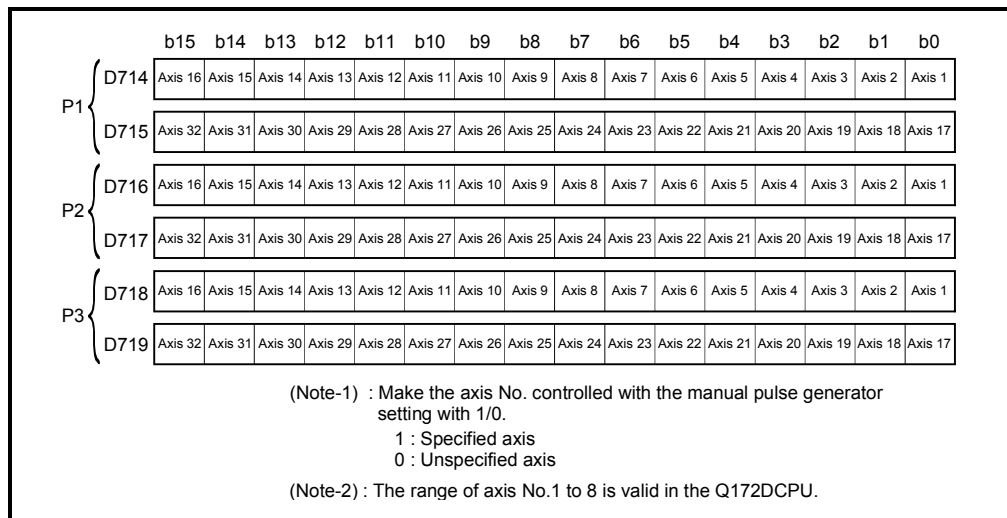 b15 b14 b13 b12 b11 b10 b9 b8 b7 b6 b5 b4 b3 b2 b1 b0
D714 Axis 16 Axis 15 Axis 14 Axis 13 Axis 12 Axis 11 Axis 10 Axis 9 Axis 8 Axis 7 Axis 6 Axis 5 Axis 4 Axis 3 Axis 2 Axis 1
P1
D715 Axis 32 Axis 31 Axis 30 Axis 29 Axis 28 Axis 27 Axis 26 Axis 25 Axis 24 Axis 23 Axis 22 Axis 21 Axis 20 Axis 19 Axis 18 Axis 17
D716 Axis 16 Axis 15 Axis 14 Axis 13 Axis 12 Axis 11 Axis 10 Axis 9 Axis 8 Axis 7 Axis 6 Axis 5 Axis 4 Axis 3 Axis 2 Axis 1
P2
D717 Axis 32 Axis 31 Axis 30 Axis 29 Axis 28 Axis 27 Axis 26 Axis 25 Axis 24 Axis 23 Axis 22 Axis 21 Axis 20 Axis 19 Axis 18 Axis 17
D718 Axis 16 Axis 15 Axis 14 Axis 13 Axis 12 Axis 11 Axis 10 Axis 9 Axis 8 Axis 7 Axis 6 Axis 5 Axis 4 Axis 3 Axis 2 Axis 1
P3
D719 Axis 32 Axis 31 Axis 30 Axis 29 Axis 28 Axis 27 Axis 26 Axis 25 Axis 24 Axis 23 Axis 22 Axis 21 Axis 20 Axis 19 Axis 18 Axis 17
(Note-1) : Make the axis No. controlled with the manual pulse generator
setting with 1/0.
1 : Specified axis
0 : Unspecified axis
(Note-2) : The range of axis No.1 to 8 is valid in the Q172DCPU.